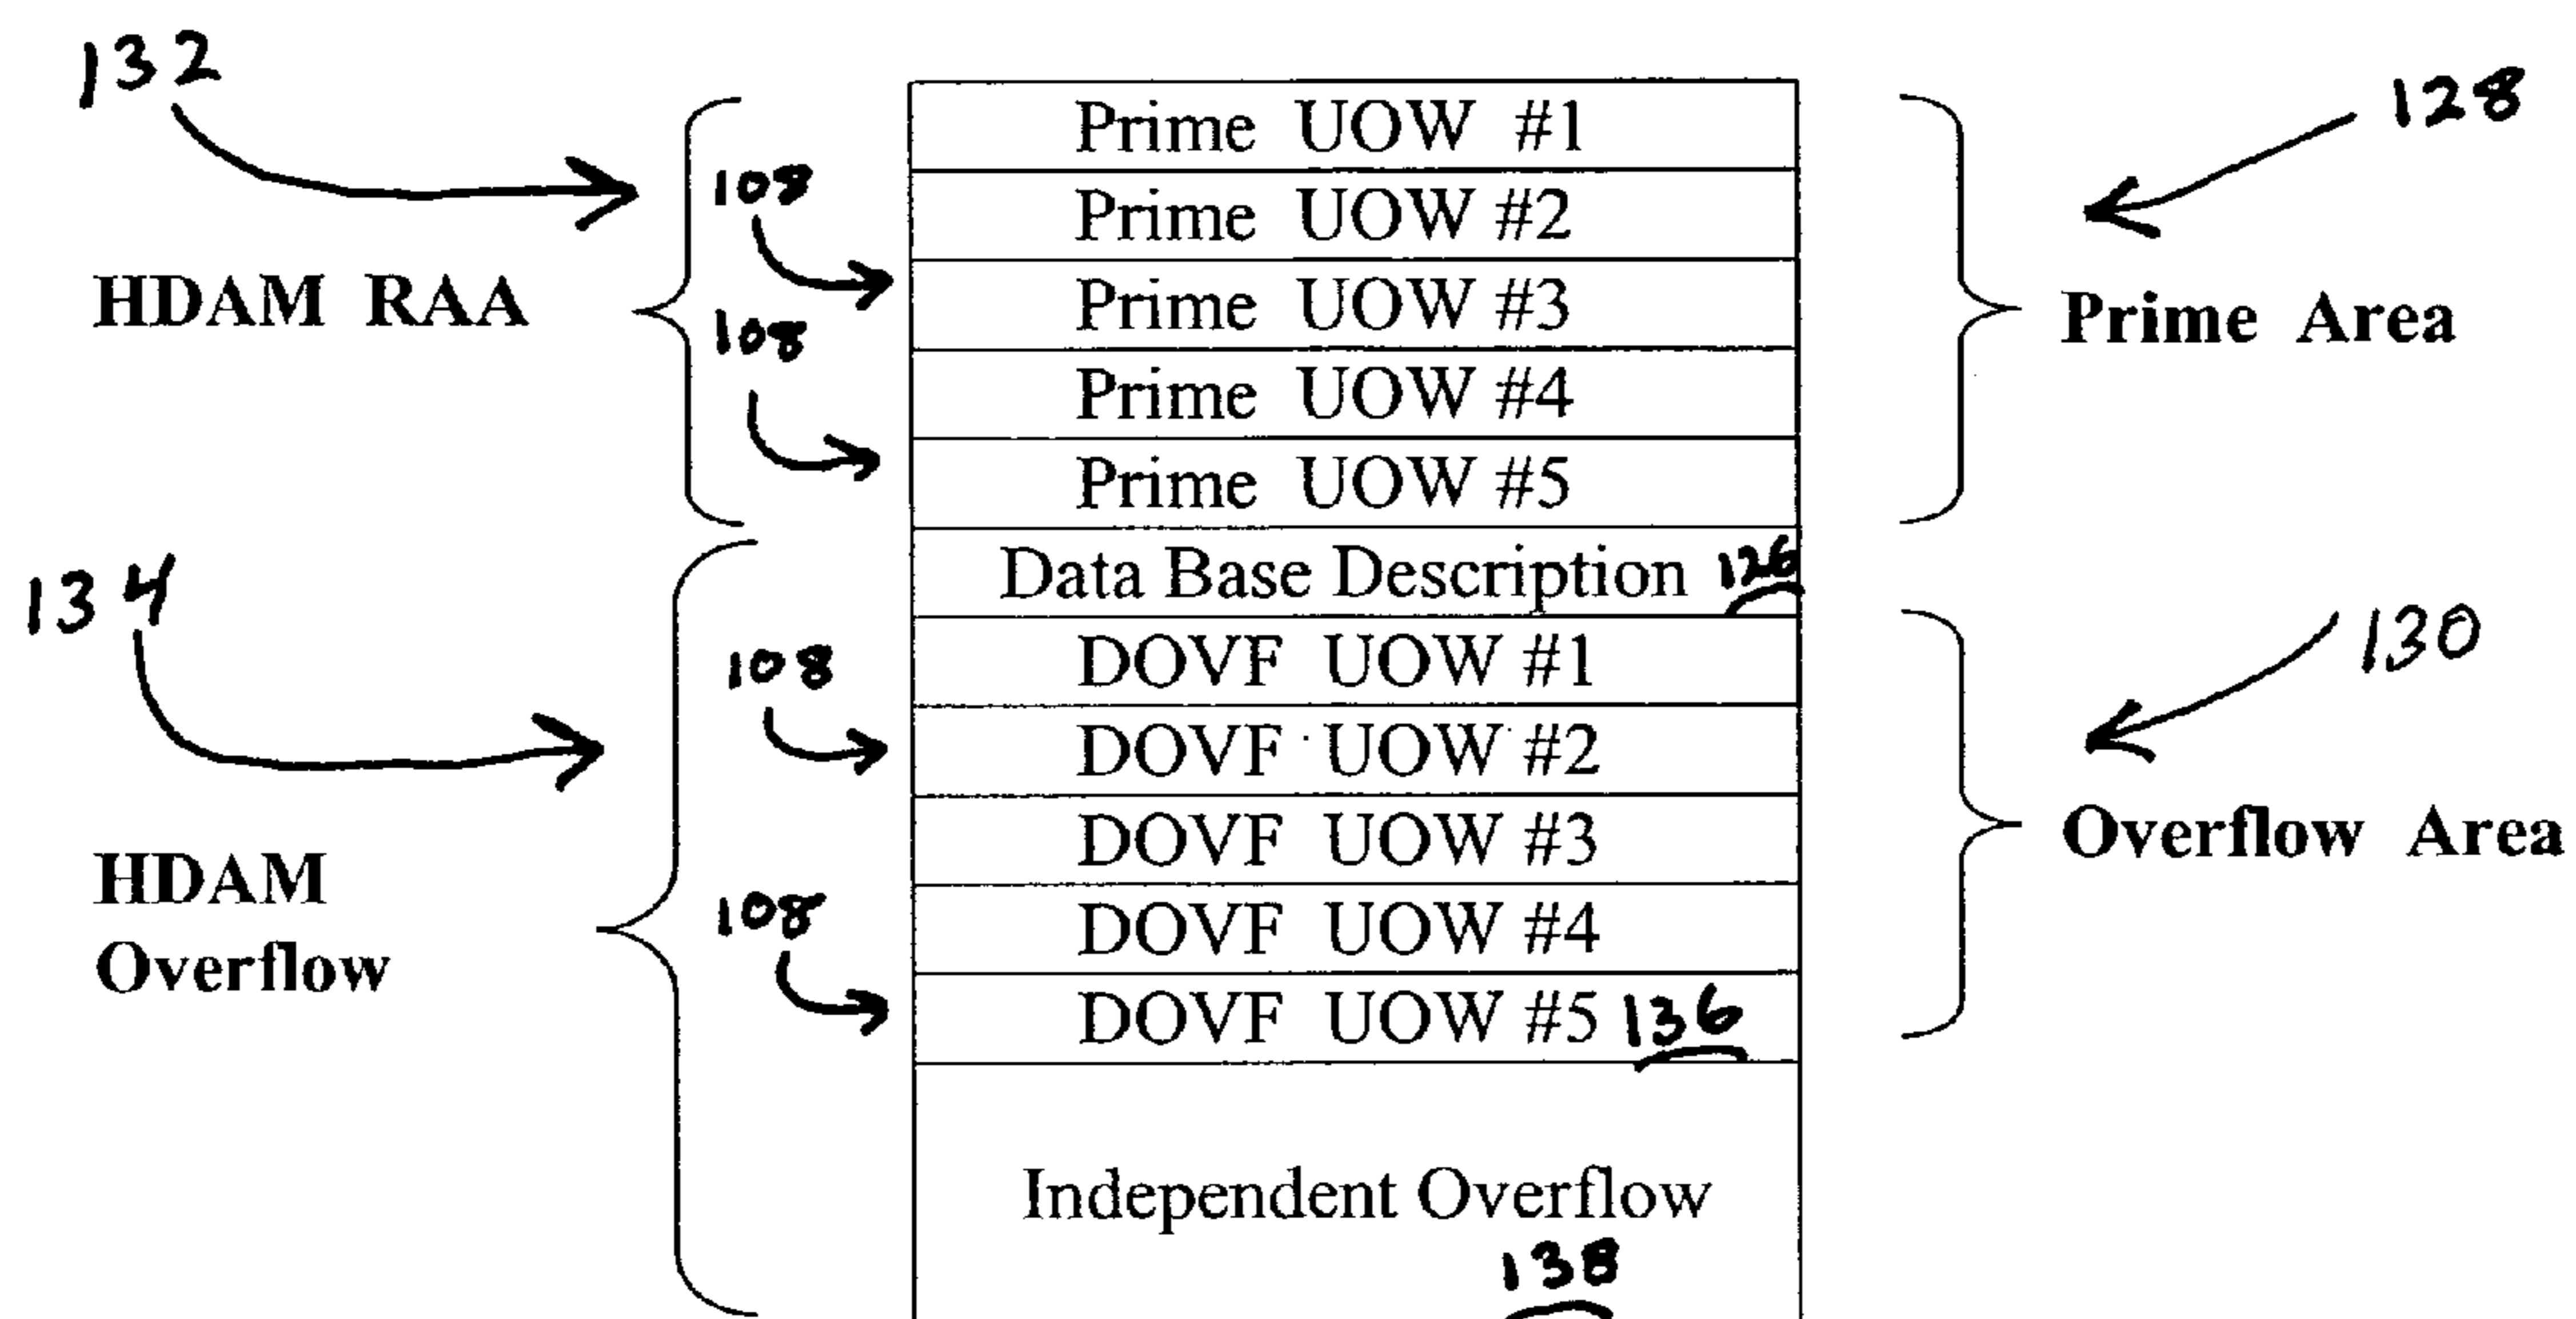 132
128
Prime UOW #1
108
Prime UOW #2
HDAM RAA
Prime UOW #3
Prime Area
108
Prime UOW #4
Prime UOW #5
Data Base Description 126
134
130
DOVF UOW #1
108
DOVF UOW #2
DOVF UOW #3
Overflow Area
HDAM
Overflow
108
DOVF UOW #4
DOVF UOW #5 136
Independent Overflow
138